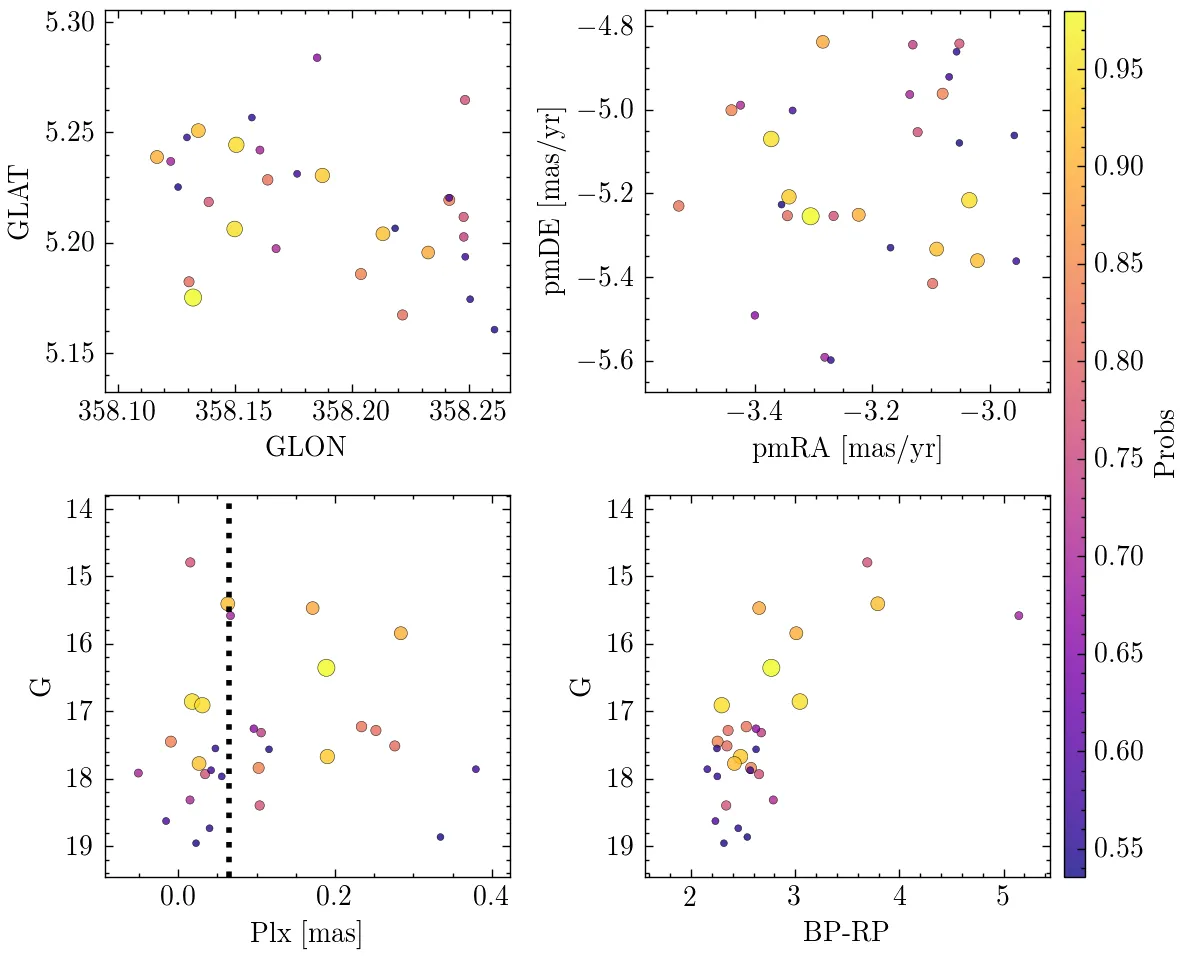 5.30
5.25
5.20
5.15
GLAT
358.10 358.15 358.20 358.25
GLON
−4.8
−5.0
−5.2
−5.4
−5.6
pmDE [mas/yr]
−3.4 −3.2 −3.0
pmRA [mas/yr]
14
15
16
17
18
19
G
0.0 0.2 0.4
Plx [mas]
14
15
16
17
18
19
G
2 3 4 5
BP-RP
0.95
0.90
0.85
0.80
0.75
0.70
0.65
0.60
0.55
Probs